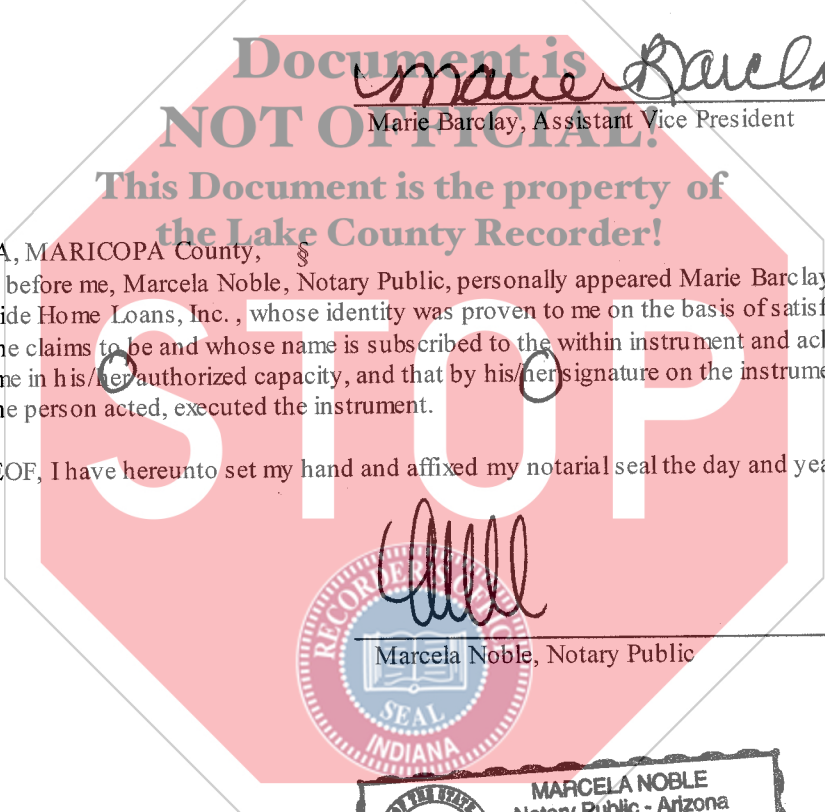 Document is
Marie Barclay
NOT OFFICIAL!
Marie Barclay, Assistant Vice President
This Document is the property of
the Lake County Recorder!
A, MARICOPA County, §
before me, Marcela Noble, Notary Public, personally appeared Marie Barclay
ide Home Loans, Inc. , whose identity was proven to me on the basis of satisf
he claims to be and whose name is subscribed to the within instrument and ack
me in his/her authorized capacity, and that by his/her signature on the instrume
he person acted, executed the instrument.
EOF, I have hereunto set my hand and affixed my notarial seal the day and yea
STOP
RECORDER'S OFFICE
SEAL
INDIANA
Marcela Noble, Notary Public
MARCELA NOBLE
Notary Public - Arizona
OF THE STATE